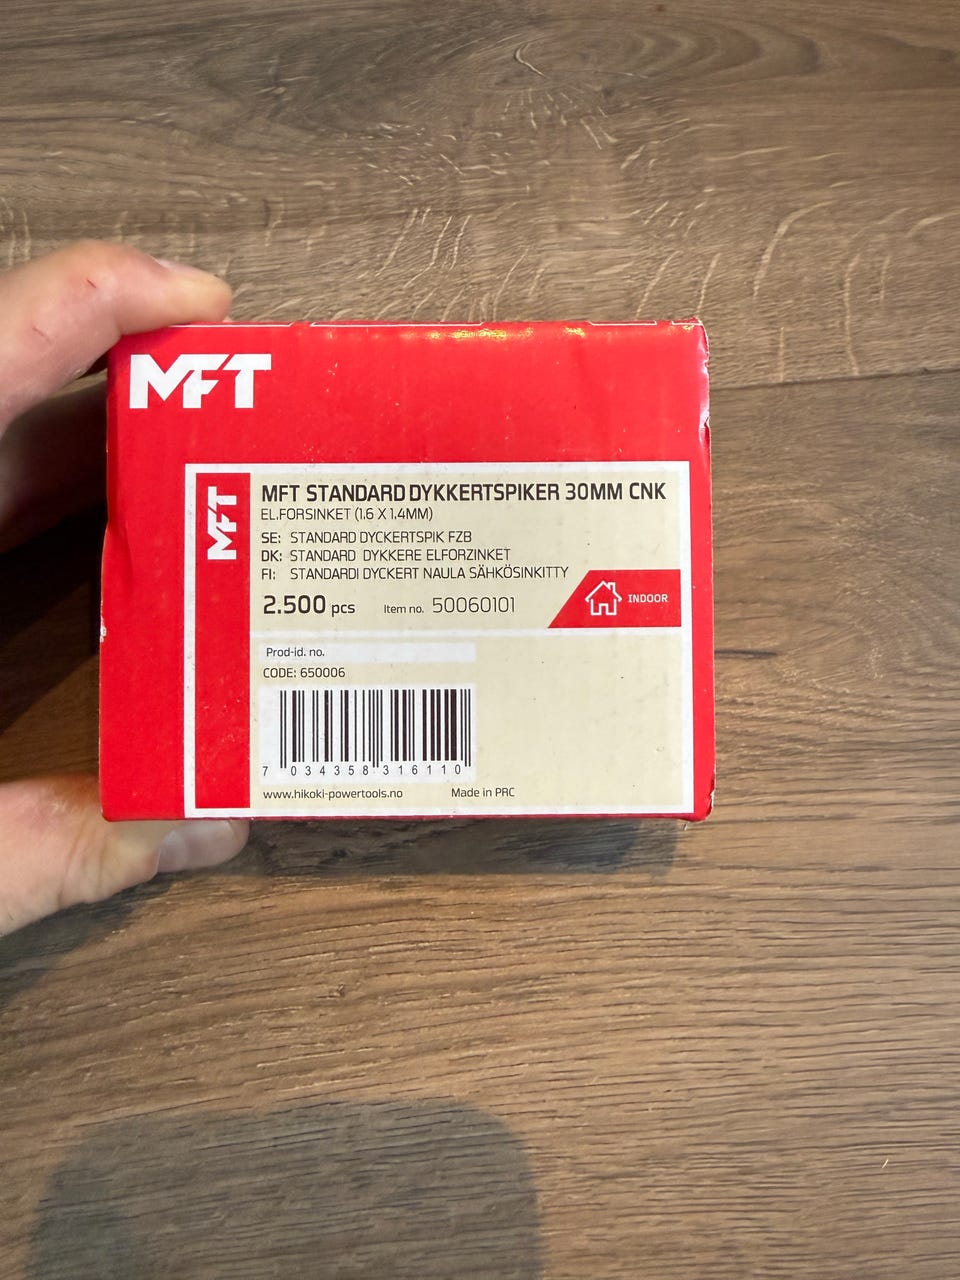 MFT
MFT
MFT STANDARD DYKKERTSPIKER 30MM CNK
EL.FORSINKET (1.6 X 1.4MM)
SE: STANDARD DYCKERTSPIK FZB
DK: STANDARD DYKKERE ELFORZINKET
FI: STANDARDI DYCKERT NAULA SÄHKÖSINKITTY
2.500 pcs Item no. 50060101
INDOOR
Prod-id. no.
CODE: 650006
7 034358 316110
www.hikoki-powertools.no Made in PRC